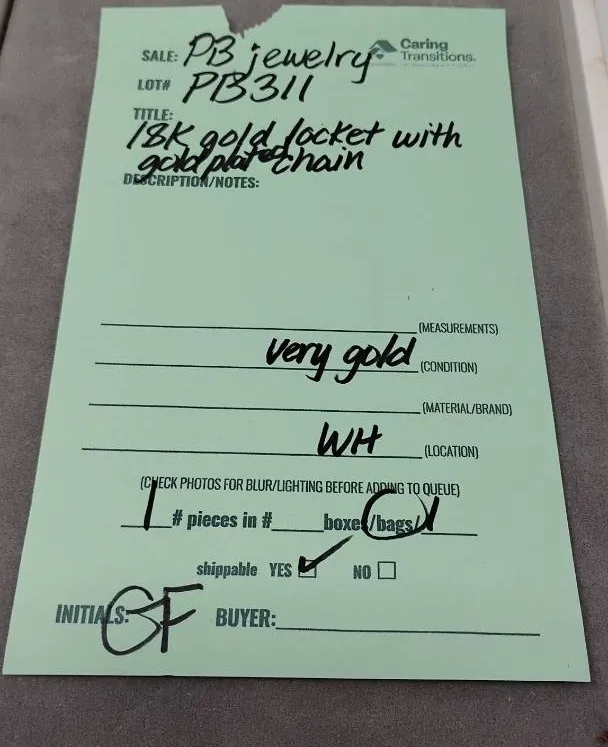 SALE: PB jewelry
Caring Transitions.
LOT# PB311
TITLE:
18K gold locket with
gold plated chain
DESCRIPTION/NOTES:
(MEASUREMENTS)
very gold (CONDITION)
(MATERIAL/BRAND)
WH (LOCATION)
(CHECK PHOTOS FOR BLUR/LIGHTING BEFORE ADDING TO QUEUE)
1 # pieces in # boxes/bags/ 1
shippable YES ✓ NO
INITIALS: GF BUYER: